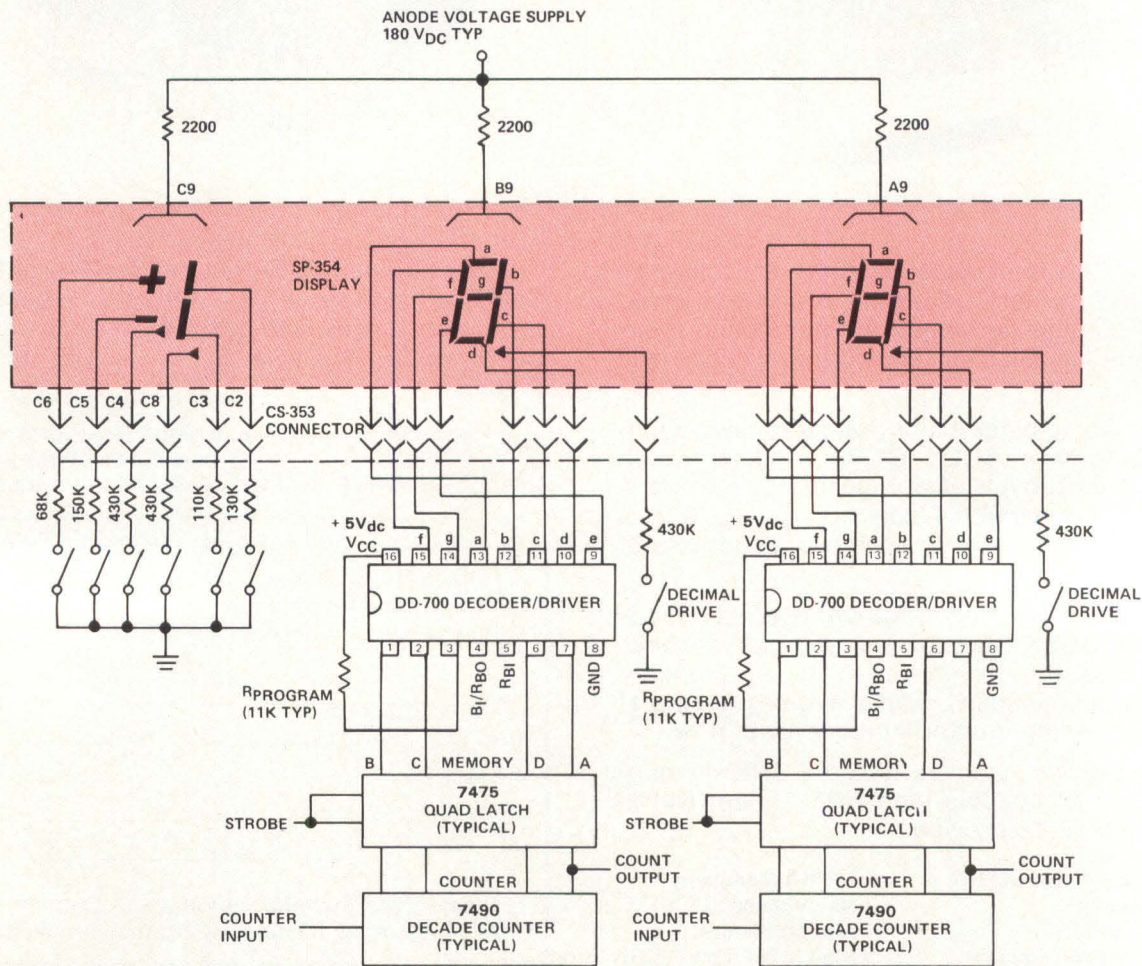 ANODE VOLTAGE SUPPLY
180 VDC TYP
2200
2200
2200
C9
B9
A9
SP-354
DISPLAY
a
f
g
b
e
c
d
a
f
g
b
e
c
d
C6
C5
C4
C8
C3
C2
CS-353
CONNECTOR
68K
150K
430K
430K
110K
130K
+ 5Vdc
VCC
f
g
a
b
c
d
e
16
15
14
13
12
11
10
9
430K
DECIMAL
DRIVE
+ 5Vdc
VCC
f
g
a
b
c
d
e
16
15
14
13
12
11
10
9
430K
DECIMAL
DRIVE
DD-700 DECODER/DRIVER
DD-700 DECODER/DRIVER
1
2
3
4
5
6
7
8
BI/RBO
RBI
GND
1
2
3
4
5
6
7
8
BI/RBO
RBI
GND
RPROGRAM
(11K TYP)
RPROGRAM
(11K TYP)
B C MEMORY D A
B C MEMORY D A
7475
QUAD LATCH
(TYPICAL)
STROBE
7475
QUAD LATCH
(TYPICAL)
STROBE
COUNT
OUTPUT
COUNT
OUTPUT
COUNTER
COUNTER
7490
DECADE COUNTER
(TYPICAL)
COUNTER
INPUT
7490
DECADE COUNTER
(TYPICAL)
COUNTER
INPUT